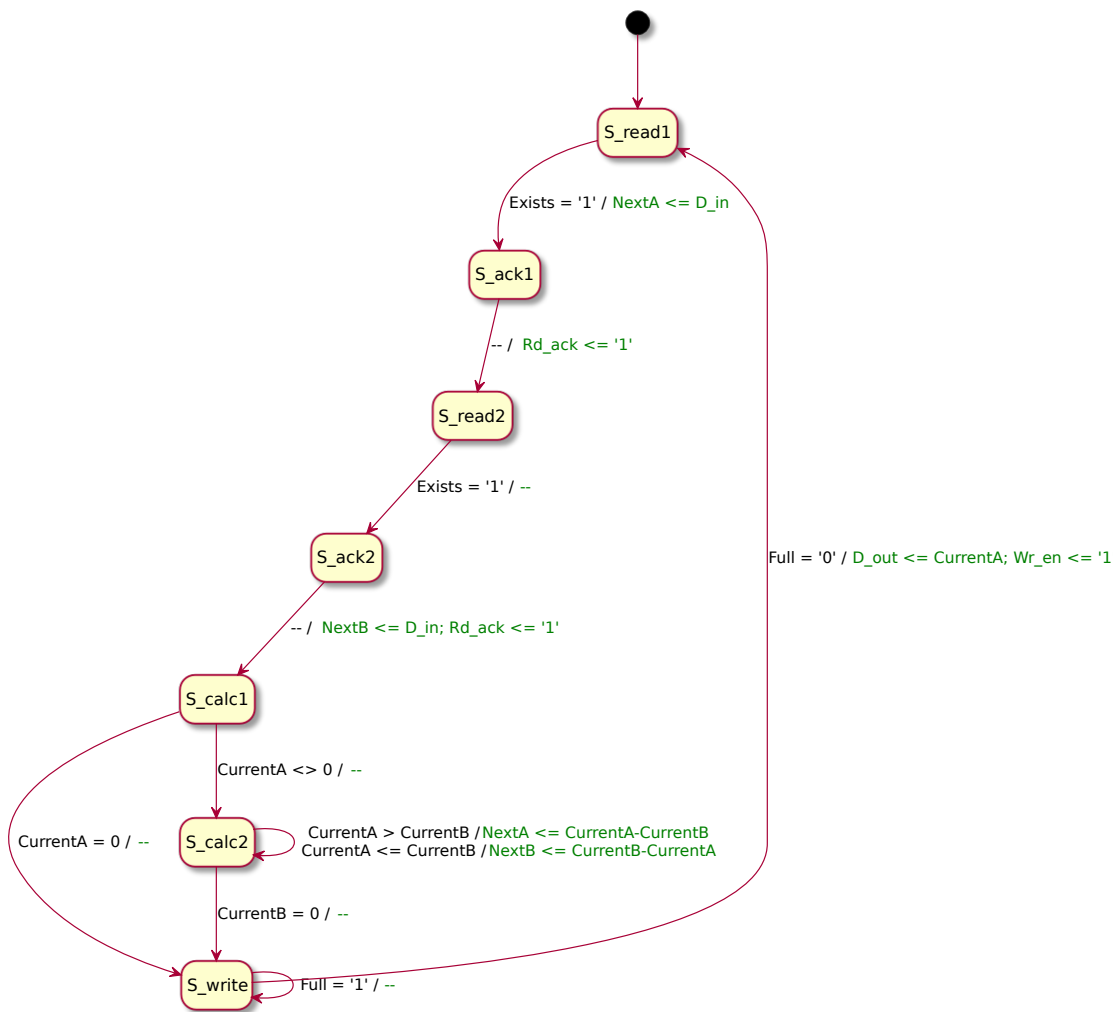 S_read1
Exists = '1' / NextA <= D_in
S_ack1
-- / Rd_ack <= '1'
S_read2
Exists = '1' / --
S_ack2
Full = '0' / D_out <= CurrentA; Wr_en <= '1
-- / NextB <= D_in; Rd_ack <= '1'
S_calc1
CurrentA <> 0 / --
CurrentA = 0 / --
S_calc2
CurrentA > CurrentB / NextA <= CurrentA-CurrentB
CurrentA <= CurrentB / NextB <= CurrentB-CurrentA
CurrentB = 0 / --
S_write
Full = '1' / --